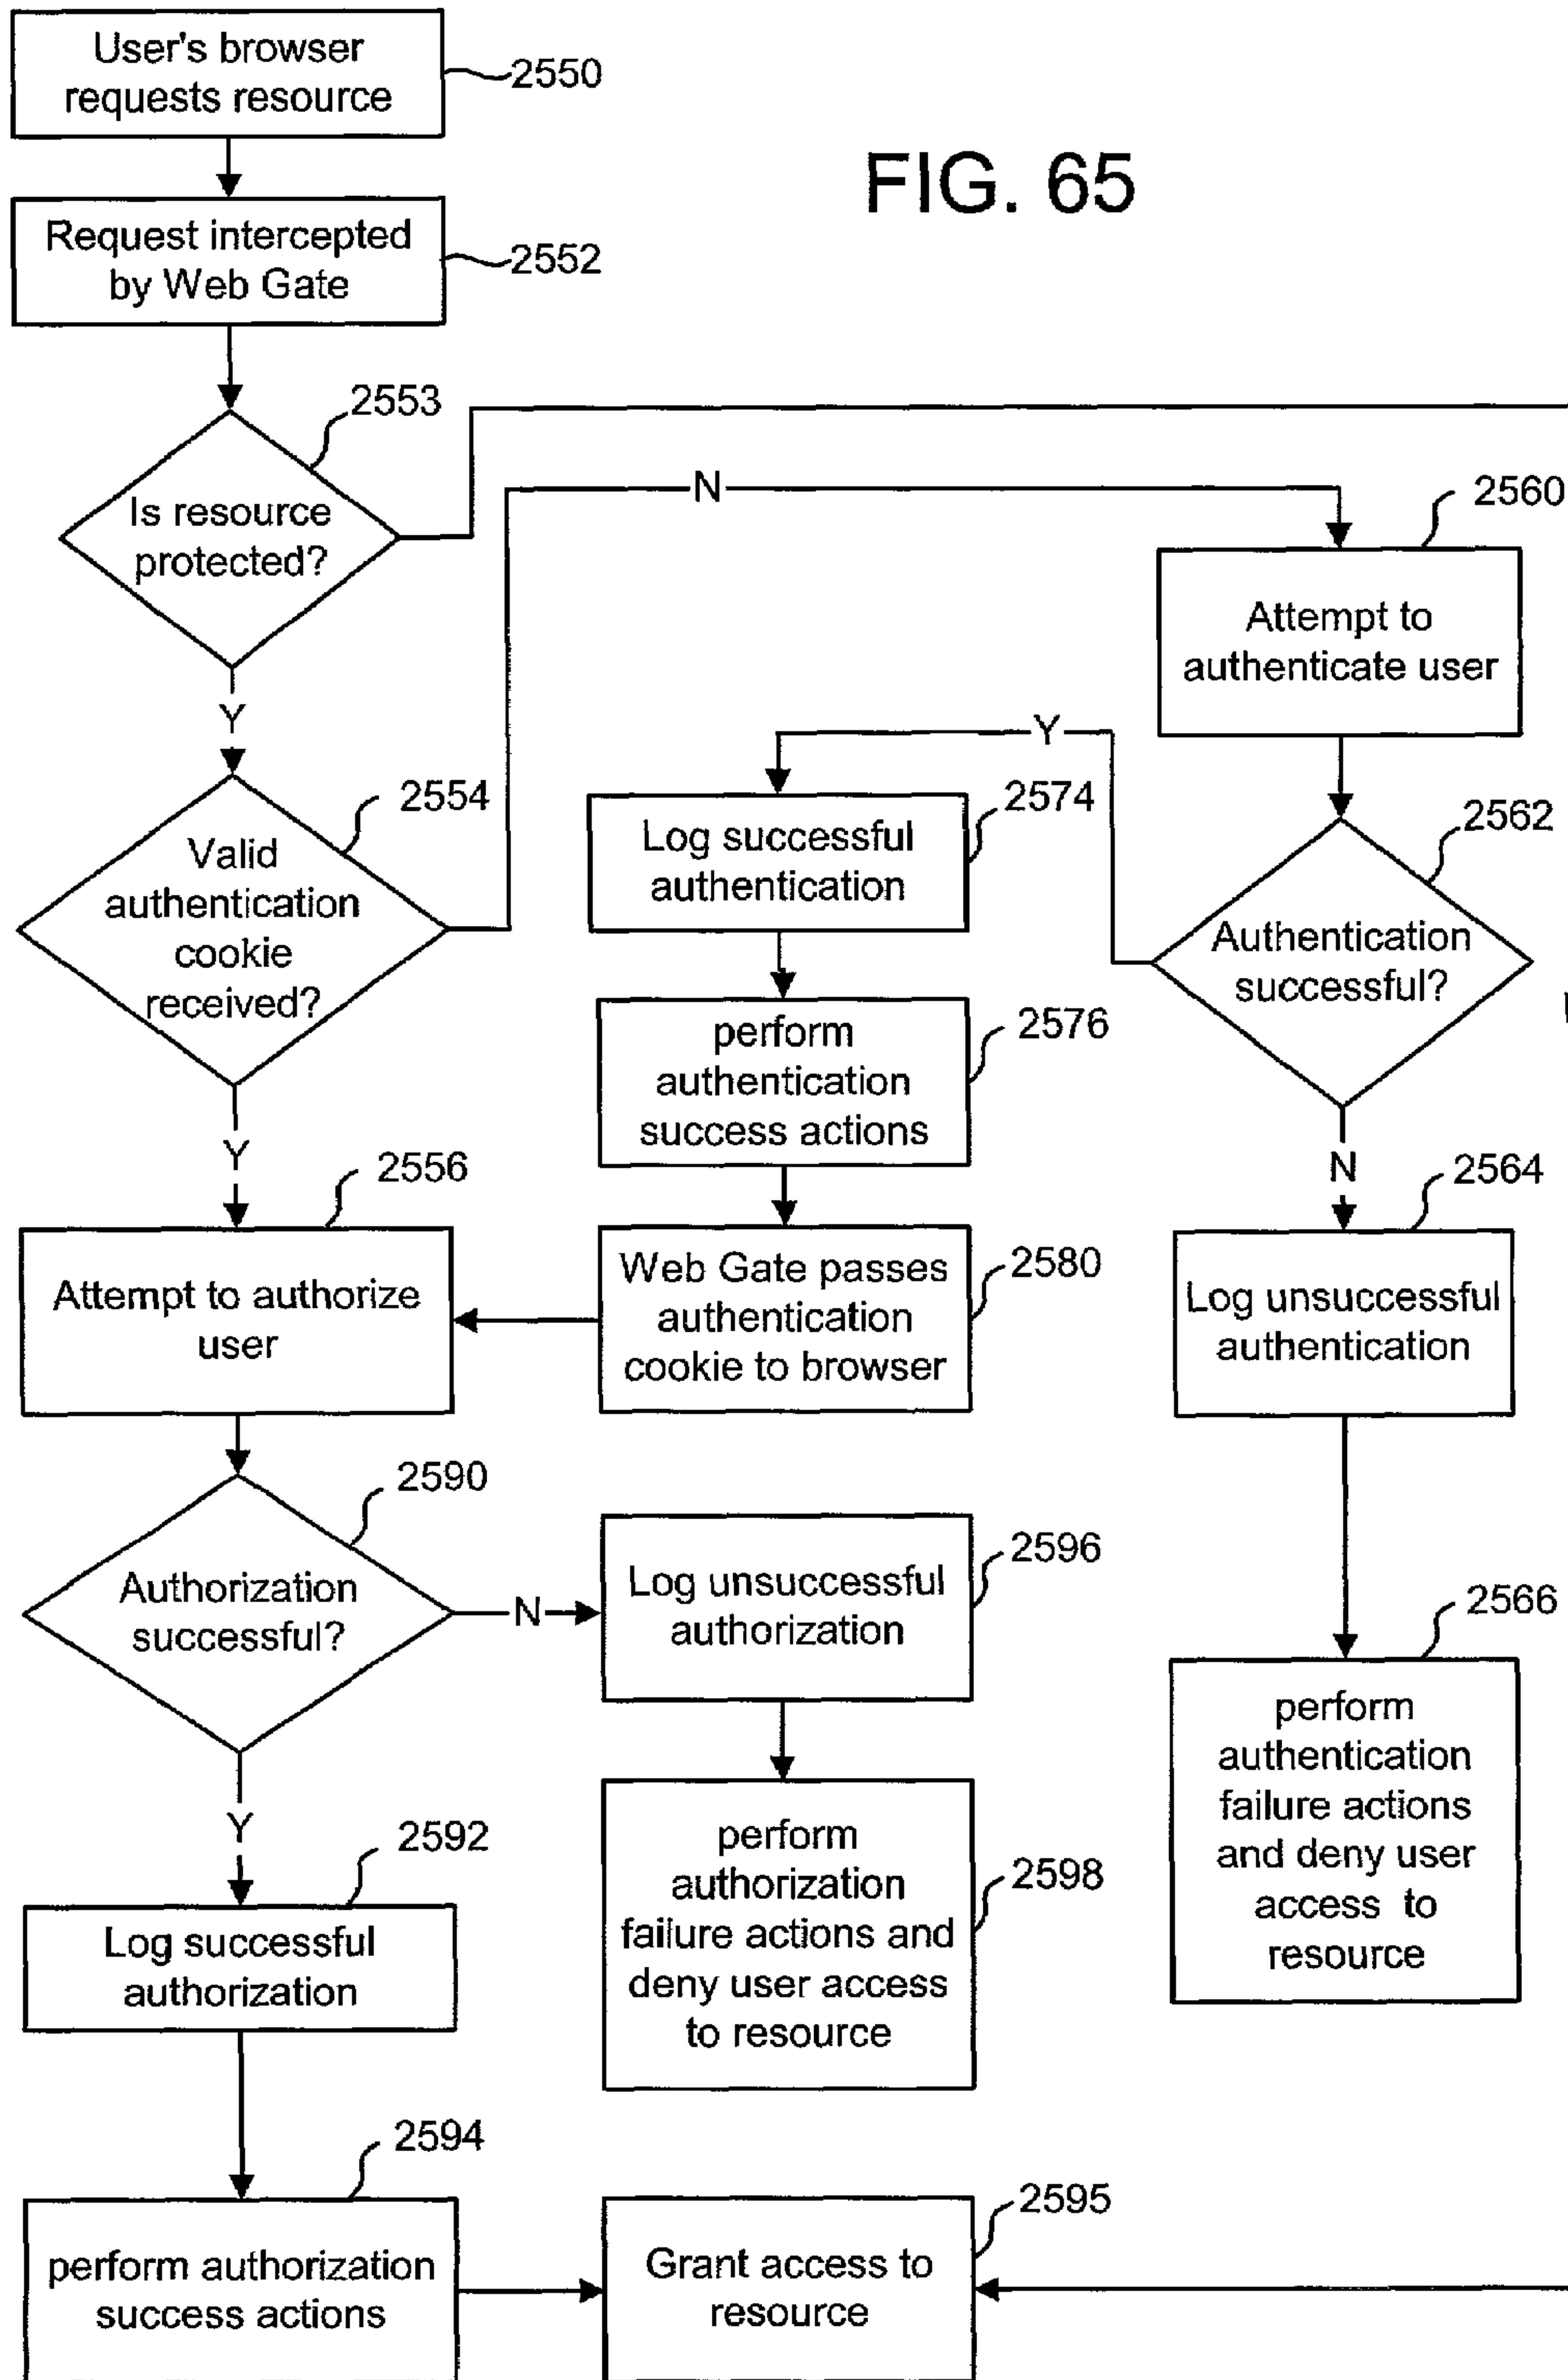 User's browser
requests resource
2550
FIG. 65
Request intercepted
by Web Gate
2552
2553
Is resource
protected?
N
2560
Attempt to
authenticate user
Y
Y
2554
Valid
authentication
cookie
received?
2574
Log successful
authentication
2562
Authentication
successful?
2576
perform
authentication
success actions
Y
N
2556
2564
Attempt to authorize
user
Web Gate passes
authentication
cookie to browser
2580
Log unsuccessful
authentication
2590
Authorization
successful?
N
Log unsuccessful
authorization
2596
2566
perform
authentication
failure actions
and deny user
access to
resource
Y
2592
Log successful
authorization
perform
authorization
failure actions and
deny user access
to resource
2598
2594
perform authorization
success actions
2595
Grant access to
resource